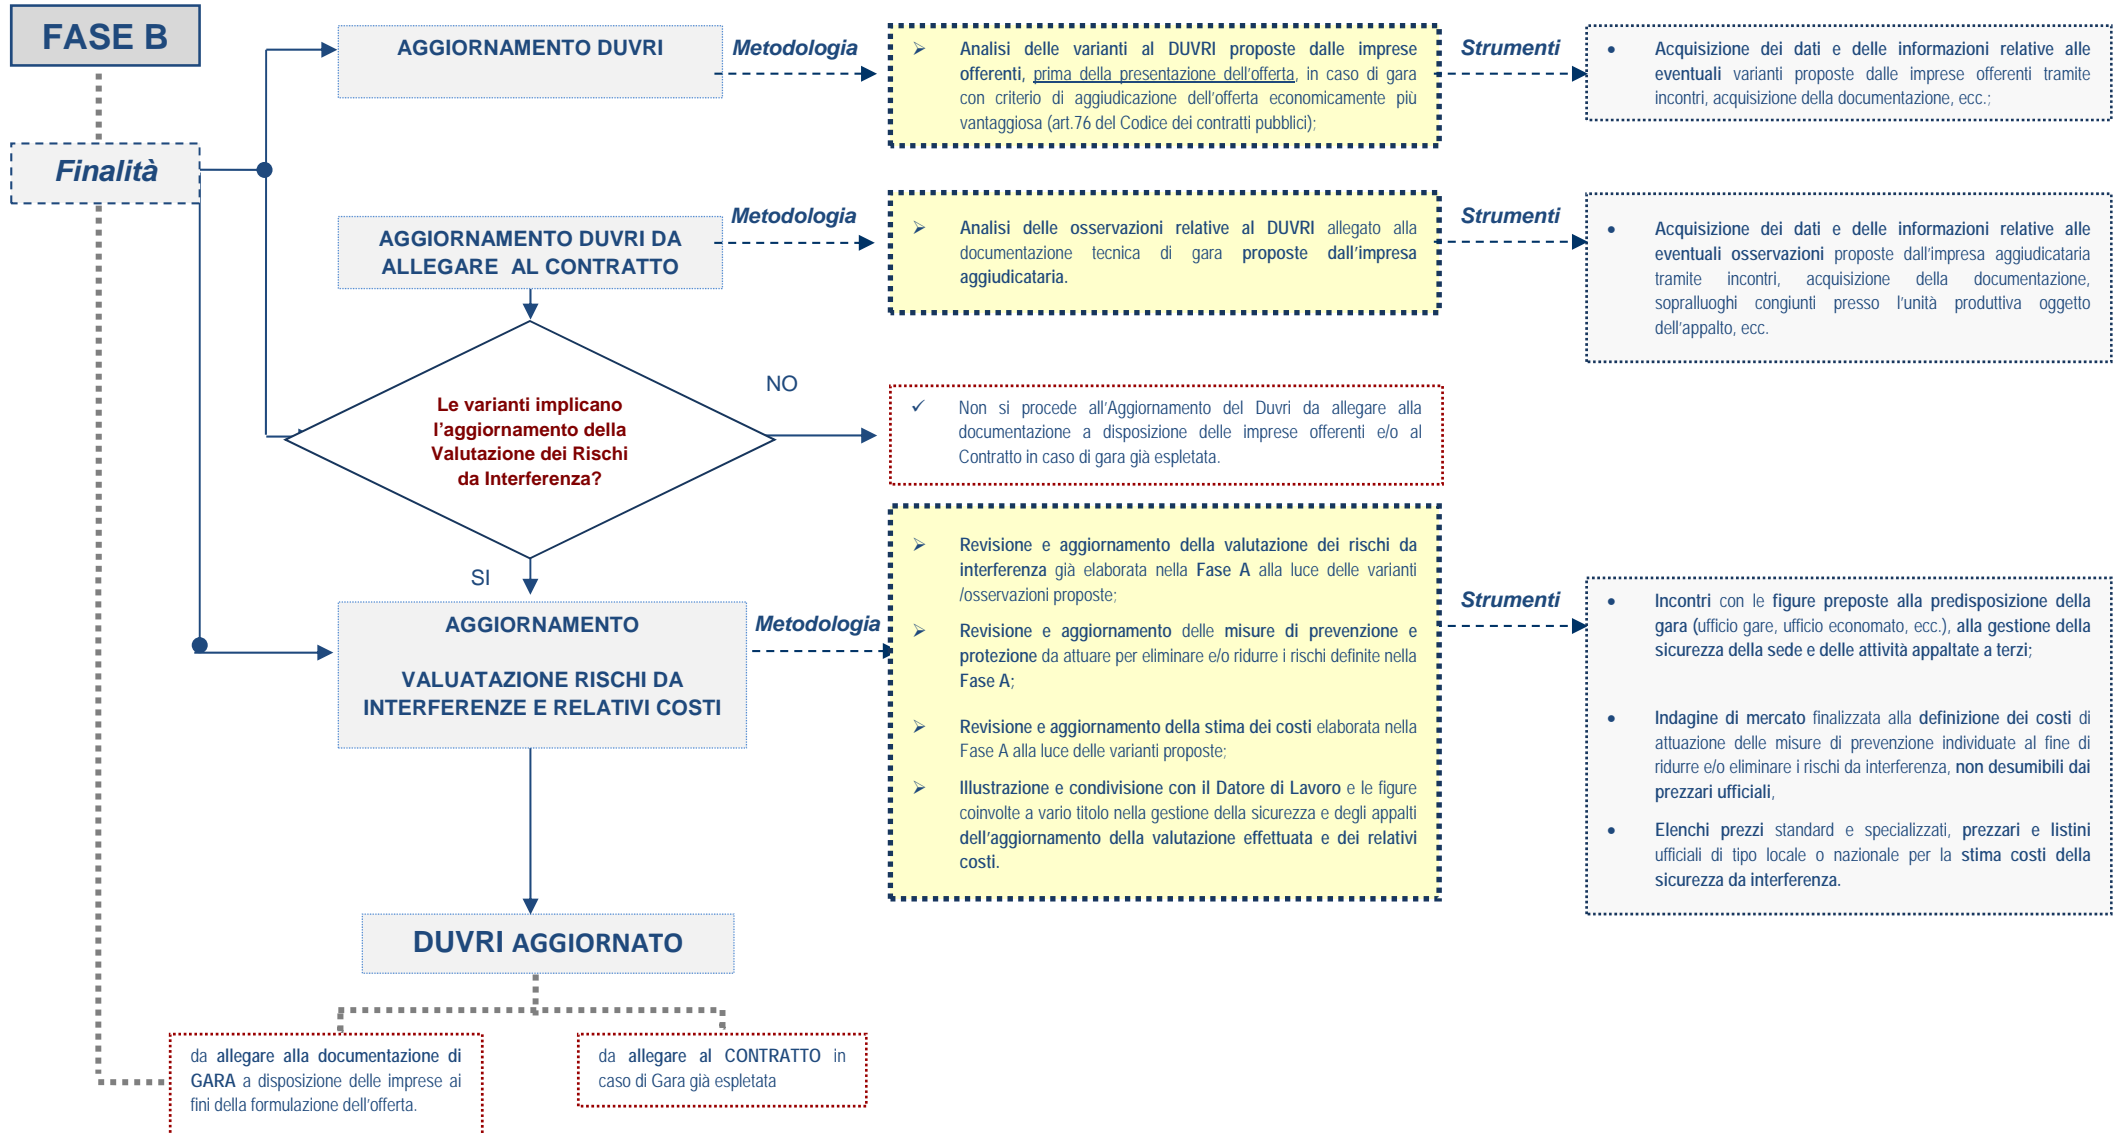 FASE B
Finalità
AGGIORNAMENTO DUVRI
Metodologia
➢ Analisi delle varianti al DUVRI proposte dalle imprese
offerenti, prima della presentazione dell'offerta, in caso di gara
con criterio di aggiudicazione dell'offerta economicamente più
vantaggiosa (art.76 del Codice dei contratti pubblici);
Strumenti
• Acquisizione dei dati e delle informazioni relative alle
eventuali varianti proposte dalle imprese offerenti tramite
incontri, acquisizione della documentazione, ecc.;
AGGIORNAMENTO DUVRI DA
ALLEGARE AL CONTRATTO
Metodologia
➢ Analisi delle osservazioni relative al DUVRI allegato alla
documentazione tecnica di gara proposte dall'impresa
aggiudicataria.
Strumenti
• Acquisizione dei dati e delle informazioni relative alle
eventuali osservazioni proposte dall'impresa aggiudicataria
tramite incontri, acquisizione della documentazione,
sopralluoghi congiunti presso l'unità produttiva oggetto
dell'appalto, ecc.
Le varianti implicano
l'aggiornamento della
Valutazione dei Rischi
da Interferenza?
NO
✓ Non si procede all'Aggiornamento del Duvri da allegare alla
documentazione a disposizione delle imprese offerenti e/o al
Contratto in caso di gara già espletata.
SI
AGGIORNAMENTO
VALUATAZIONE RISCHI DA
INTERFERENZE E RELATIVI COSTI
Metodologia
➢ Revisione e aggiornamento della valutazione dei rischi da
interferenza già elaborata nella Fase A alla luce delle varianti
/osservazioni proposte;
➢ Revisione e aggiornamento delle misure di prevenzione e
protezione da attuare per eliminare e/o ridurre i rischi definite nella
Fase A;
➢ Revisione e aggiornamento della stima dei costi elaborata nella
Fase A alla luce delle varianti proposte;
➢ Illustrazione e condivisione con il Datore di Lavoro e le figure
coinvolte a vario titolo nella gestione della sicurezza e degli appalti
dell'aggiornamento della valutazione effettuata e dei relativi
costi.
Strumenti
• Incontri con le figure preposte alla predisposizione della
gara (ufficio gare, ufficio economato, ecc.), alla gestione della
sicurezza della sede e delle attività appaltate a terzi;
• Indagine di mercato finalizzata alla definizione dei costi di
attuazione delle misure di prevenzione individuate al fine di
ridurre e/o eliminare i rischi da interferenza, non desumibili dai
prezzari ufficiali,
• Elenchi prezzi standard e specializzati, prezzari e listini
ufficiali di tipo locale o nazionale per la stima costi della
sicurezza da interferenza.
DUVRI AGGIORNATO
da allegare alla documentazione di
GARA a disposizione delle imprese ai
fini della formulazione dell'offerta.
da allegare al CONTRATTO in
caso di Gara già espletata